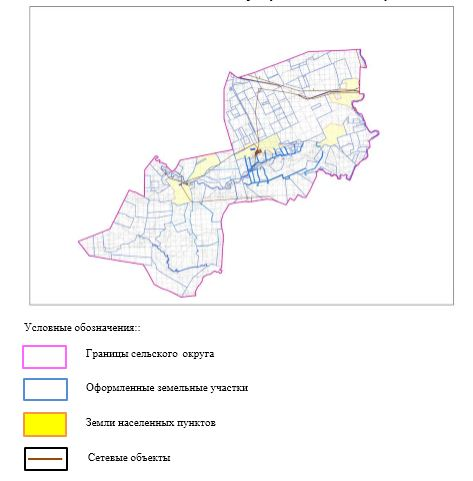 Условные обозначения::
Границы сельского округа
Оформленные земельные участки
Земли населенных пунктов
Сетевые объекты